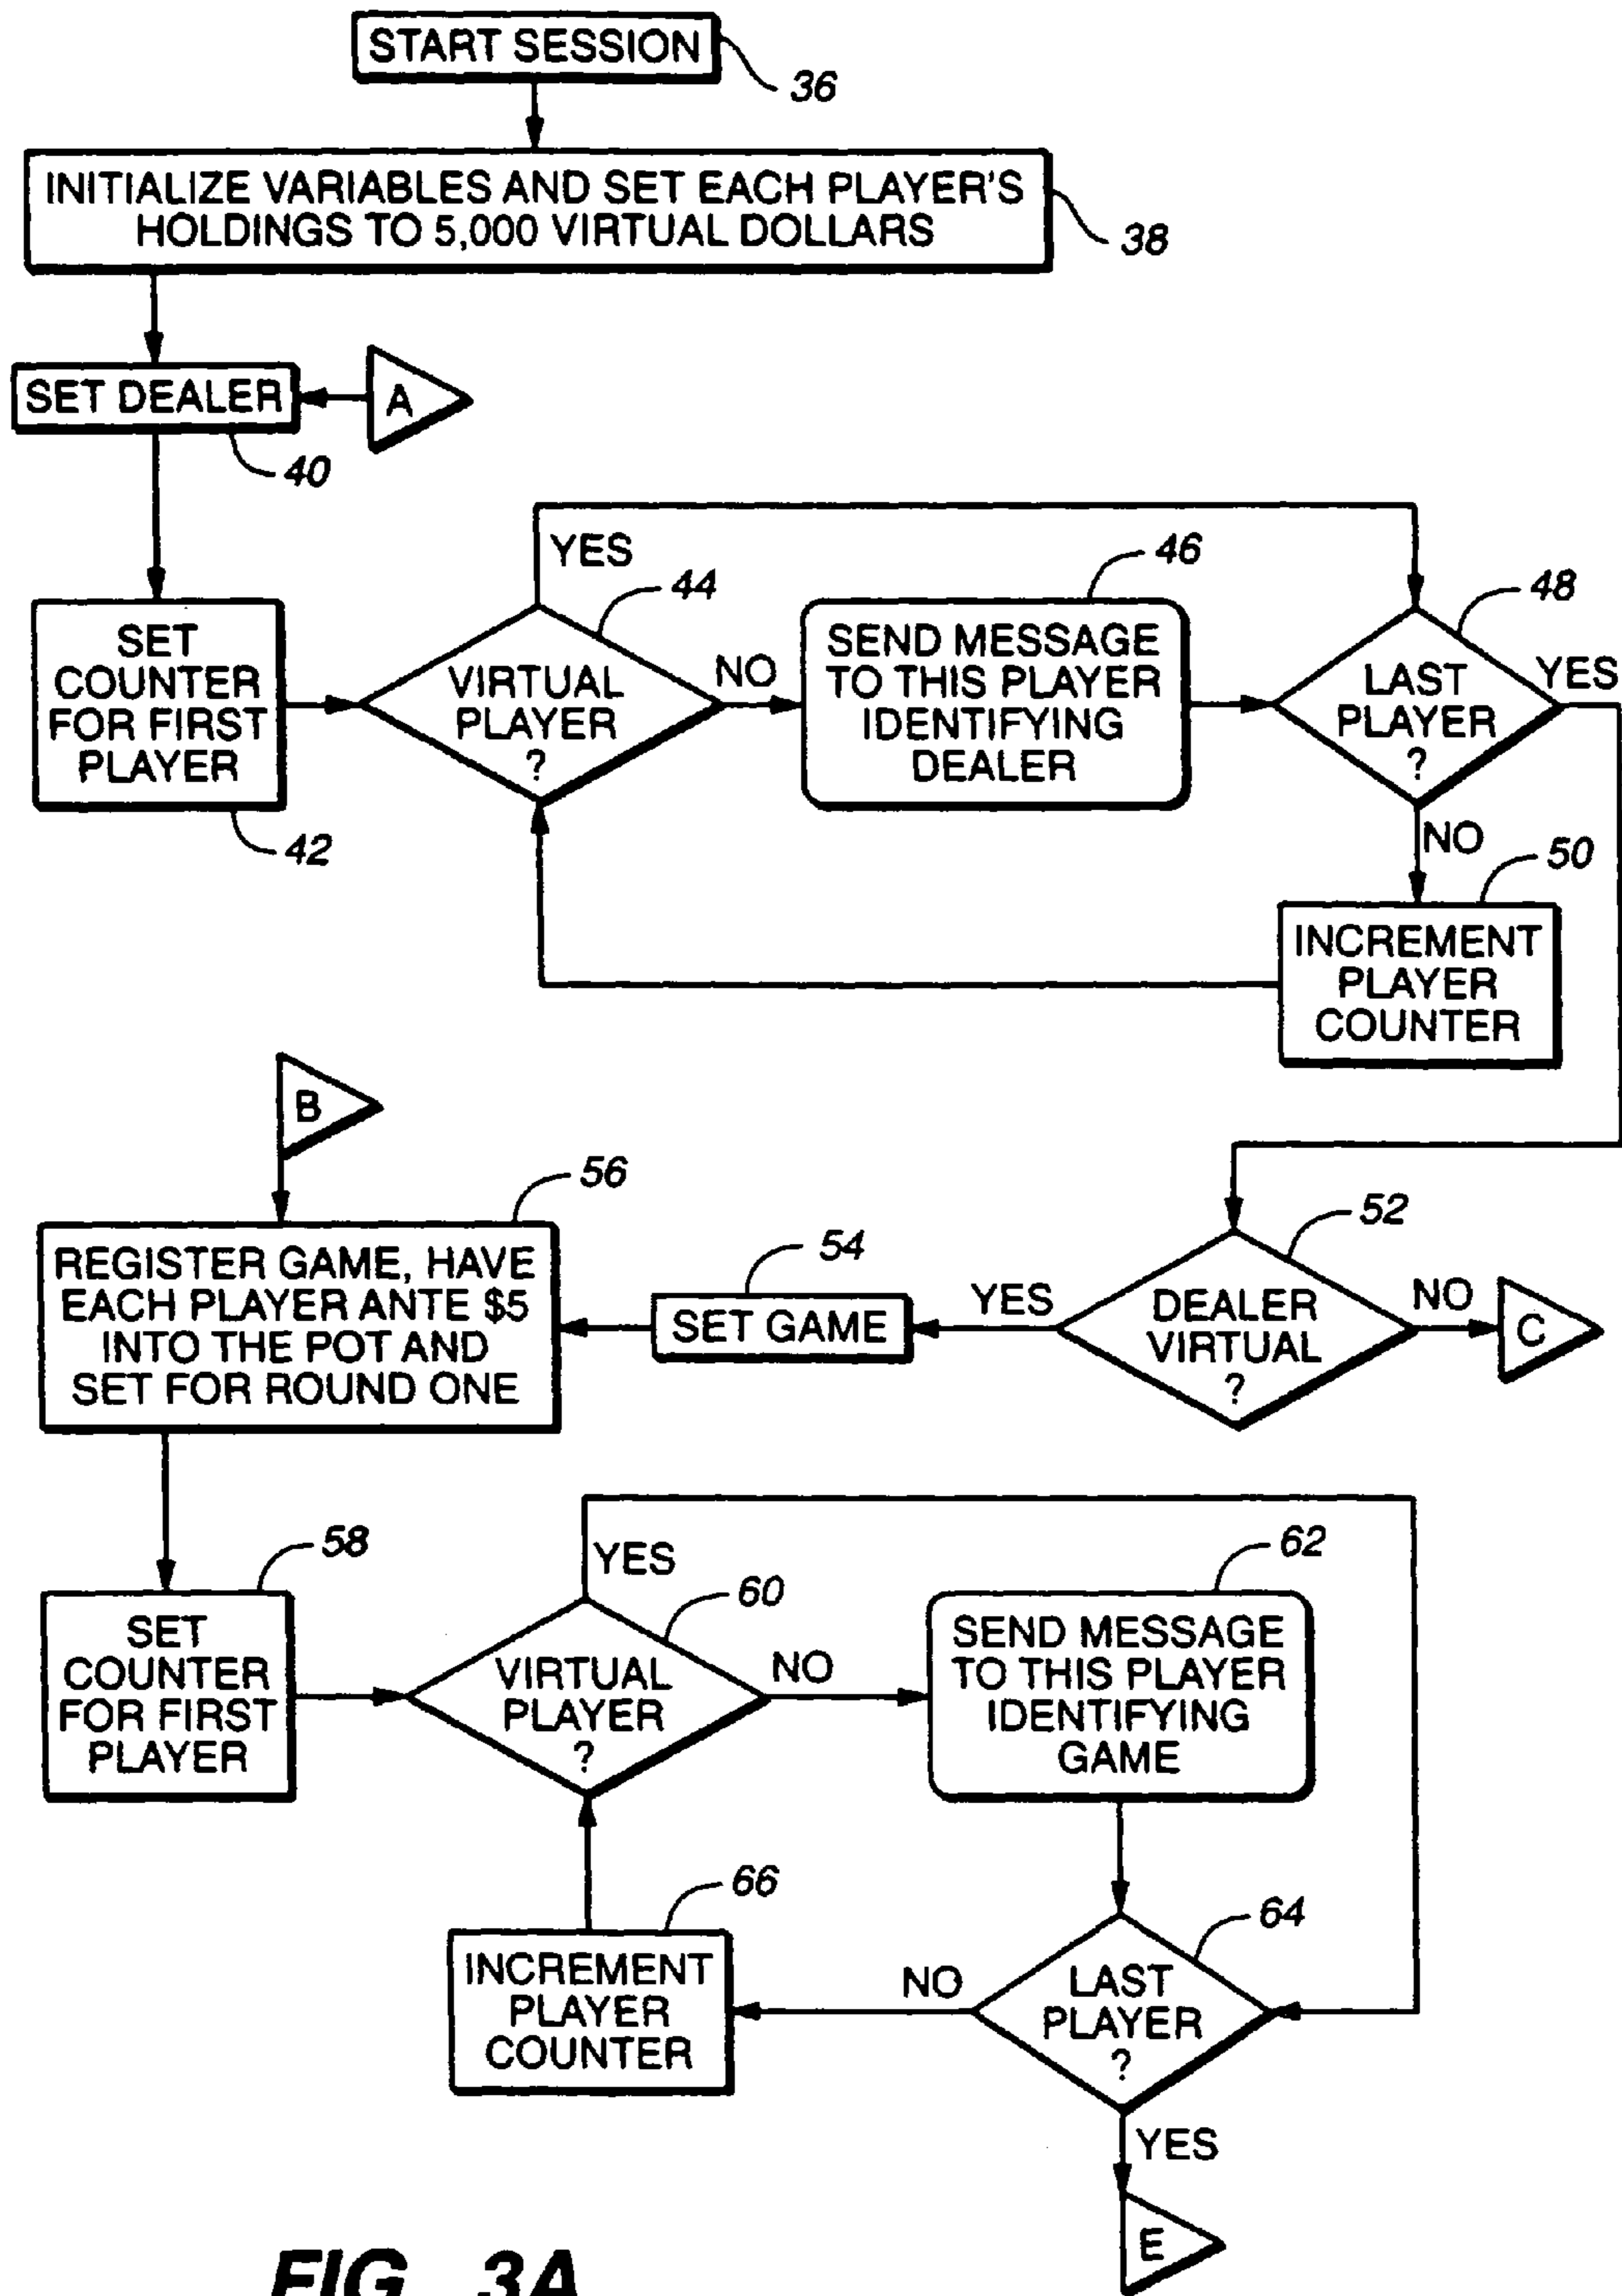 START SESSION
36
INITIALIZE VARIABLES AND SET EACH PLAYER'S
HOLDINGS TO 5,000 VIRTUAL DOLLARS
38
SET DEALER
A
40
YES
46
44
48
SET
COUNTER
FOR FIRST
PLAYER
VIRTUAL
PLAYER
?
NO
SEND MESSAGE
TO THIS PLAYER
IDENTIFYING
DEALER
LAST
PLAYER
?
YES
42
NO
50
INCREMENT
PLAYER
COUNTER
B
56
52
54
REGISTER GAME, HAVE
EACH PLAYER ANTE $5
INTO THE POT AND
SET FOR ROUND ONE
SET GAME
YES
DEALER
VIRTUAL
?
NO
C
58
YES
62
60
SET
COUNTER
FOR FIRST
PLAYER
VIRTUAL
PLAYER
?
NO
SEND MESSAGE
TO THIS PLAYER
IDENTIFYING
GAME
66
64
INCREMENT
PLAYER
COUNTER
NO
LAST
PLAYER
?
YES
E
FIG. 3A